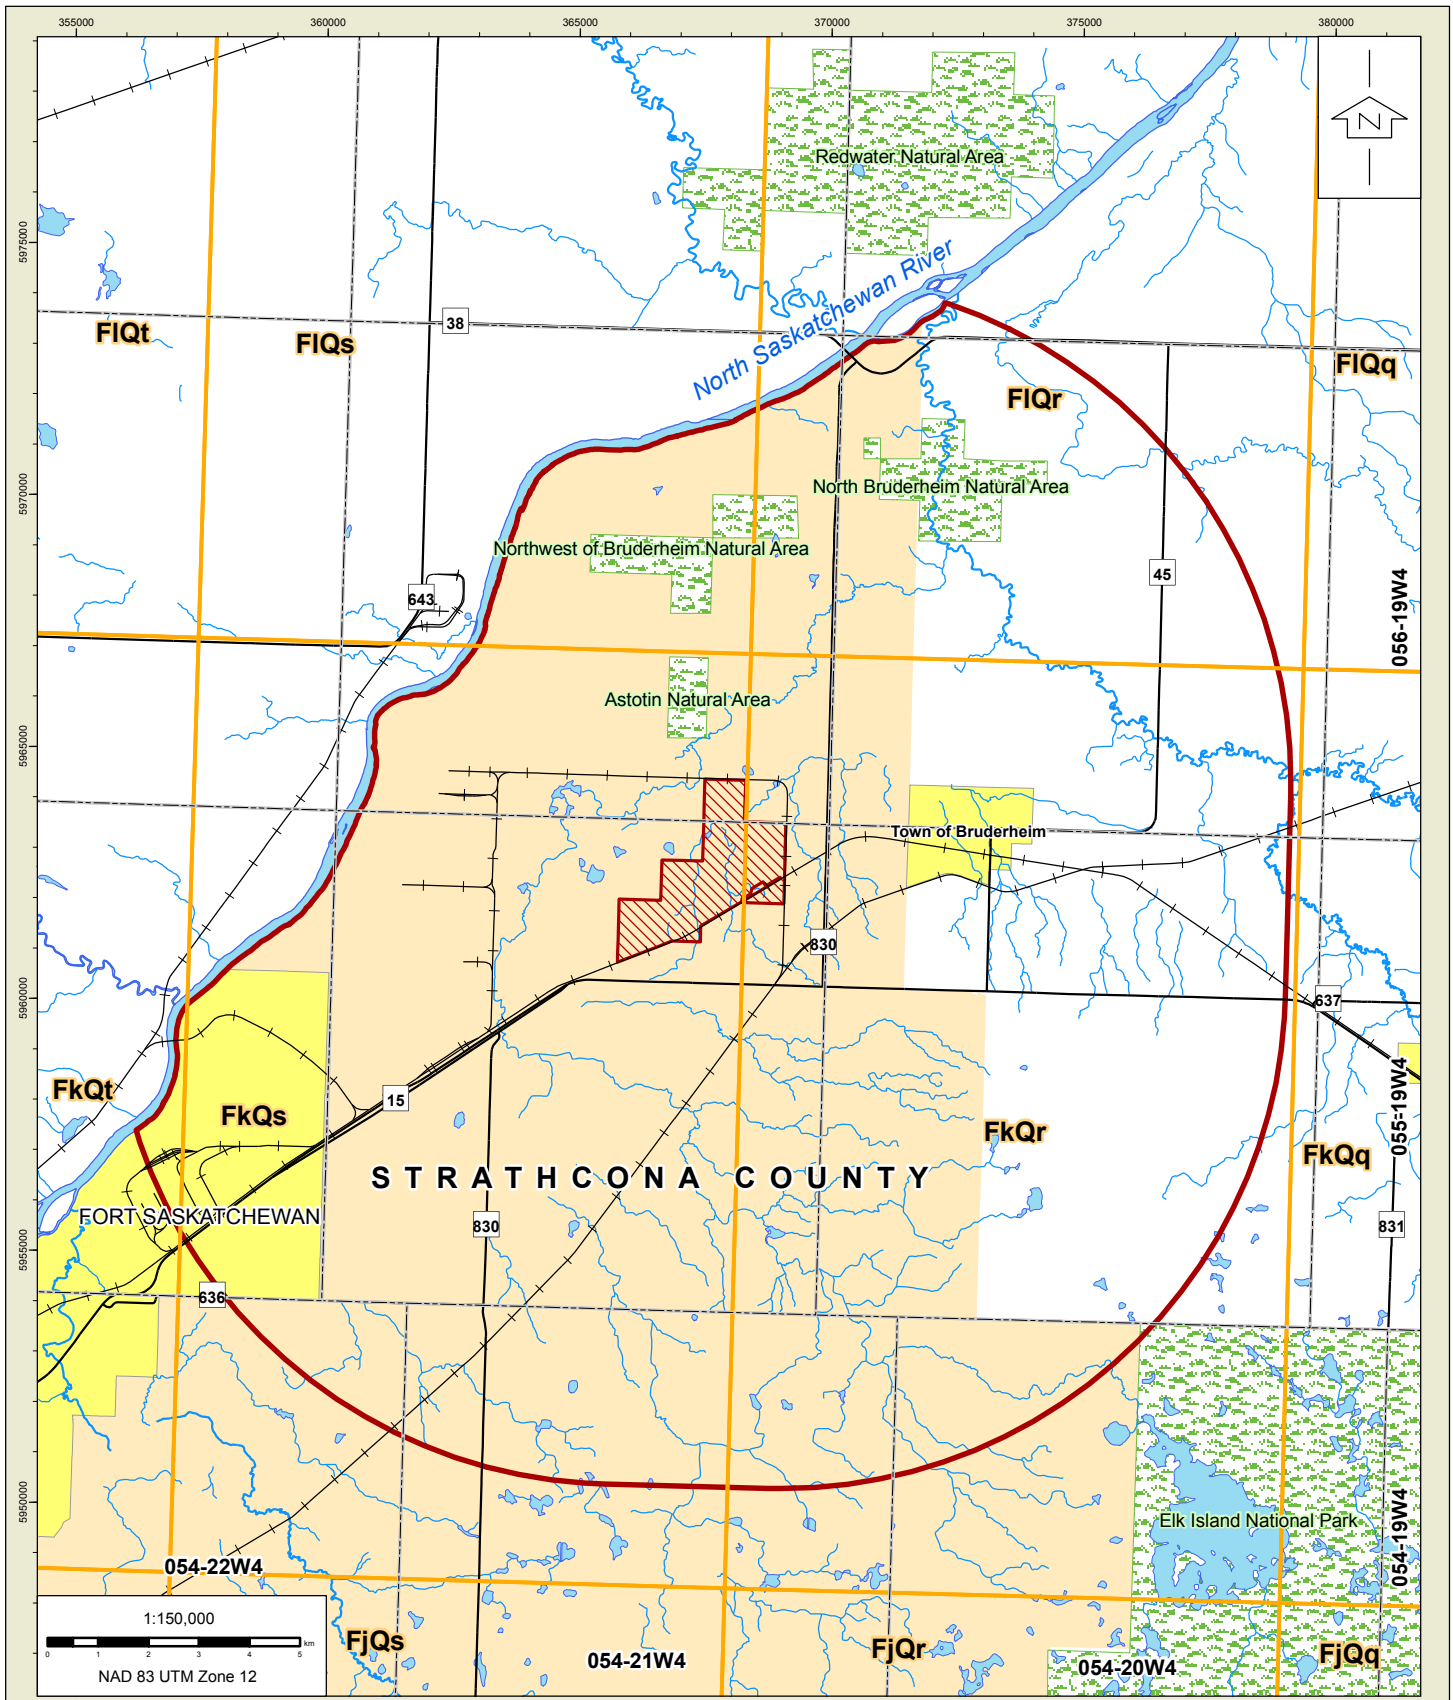 355000 360000 365000 370000 375000 380000
5975000
5970000
5965000
5960000
5955000
5950000
N
Redwater Natural Area
North Saskatchewan River
FlQt
FlQs
38
FlQq
FlQr
North Bruderheim Natural Area
Northwest of Bruderheim Natural Area
45
643
056-19W4
Astotin Natural Area
Town of Bruderheim
830
637
FkQt
FkQs
15
FkQr
FkQq
055-19W4
STRATHCONA COUNTY
FORT SASKATCHEWAN
830
831
636
Elk Island National Park
054-19W4
054-22W4
1:150,000
0 1 2 3 4 5 km
NAD 83 UTM Zone 12
FjQs
054-21W4
FjQr
054-20W4
FjQq